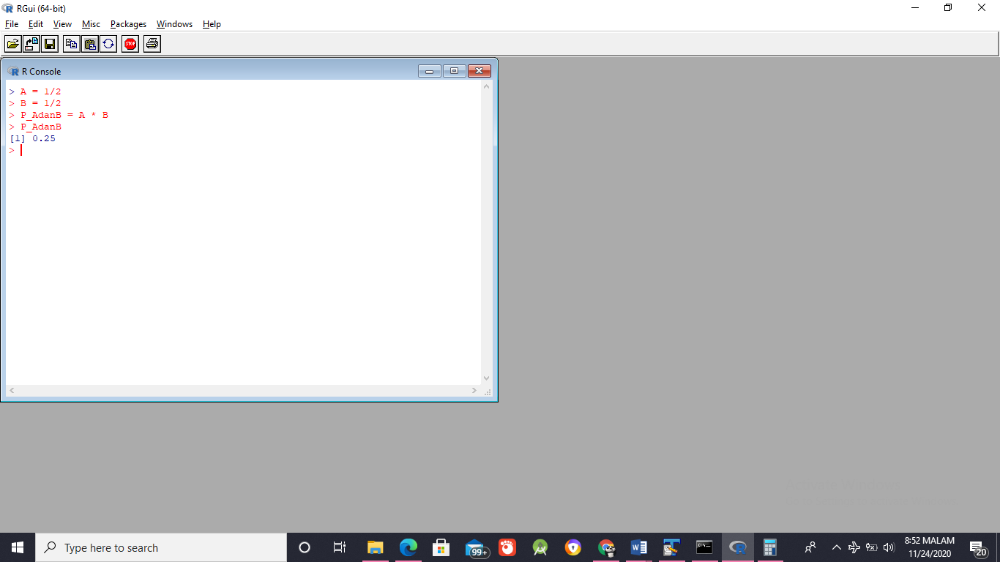 RGui (64-bit)
File Edit View Misc Packages Windows Help
STOP
R Console
> A = 1/2
> B = 1/2
> P_AdanB = A * B
> P_AdanB
[1] 0.25
>
Type here to search
99+
8:52 MALAM
11/24/2020
20